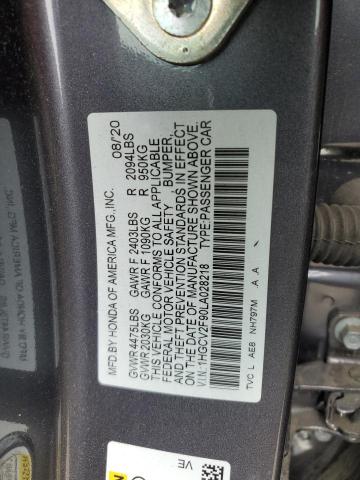 MFD.BY HONDA OF AMERICA MFG., INC. 08/20
GVWR 4475LBS GAWR F 2403LBS R 2094LBS
GVWR 2030KG GAWR F 1090KG R 950KG
THIS VEHICLE CONFORMS TO ALL APPLICABLE
FEDERAL MOTOR VEHICLE SAFETY BUMPER,
AND THEFT PREVENTION STANDARDS IN EFFECT
ON THE DATE OF MANUFACTURE SHOWN ABOVE.
V.I.N.:1HGCV2F90LA028218 TYPE-PASSENGER CAR
TVC L AE8 NH797M A A
VE